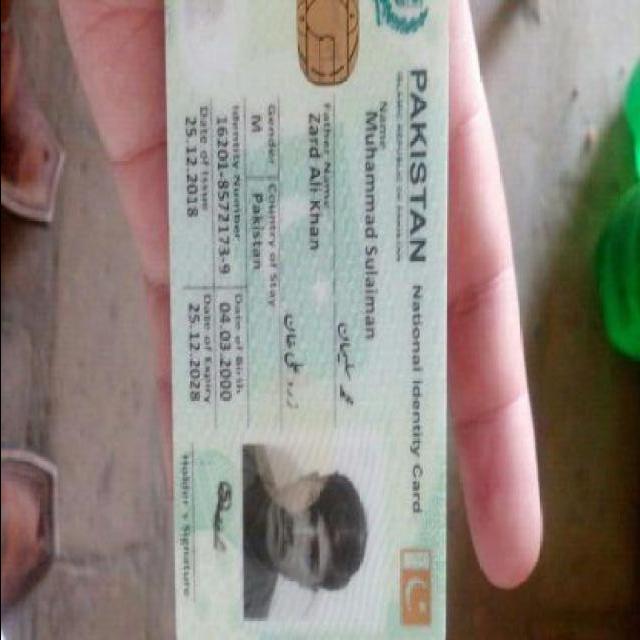 PAKISTAN National Identity Card
ISLAMIC REPUBLIC OF PAKISTAN
Name
Muhammad Sulaiman
محمد سلیمان
Father Name
Zard Ali Khan
زرد علی خان
Gender Country of Stay
M Pakistan
Identity Number Date of Birth
16201-8572173-9 04.03.2000
Date of Issue Date of Expiry
25.12.2018 25.12.2028
Holder's Signature